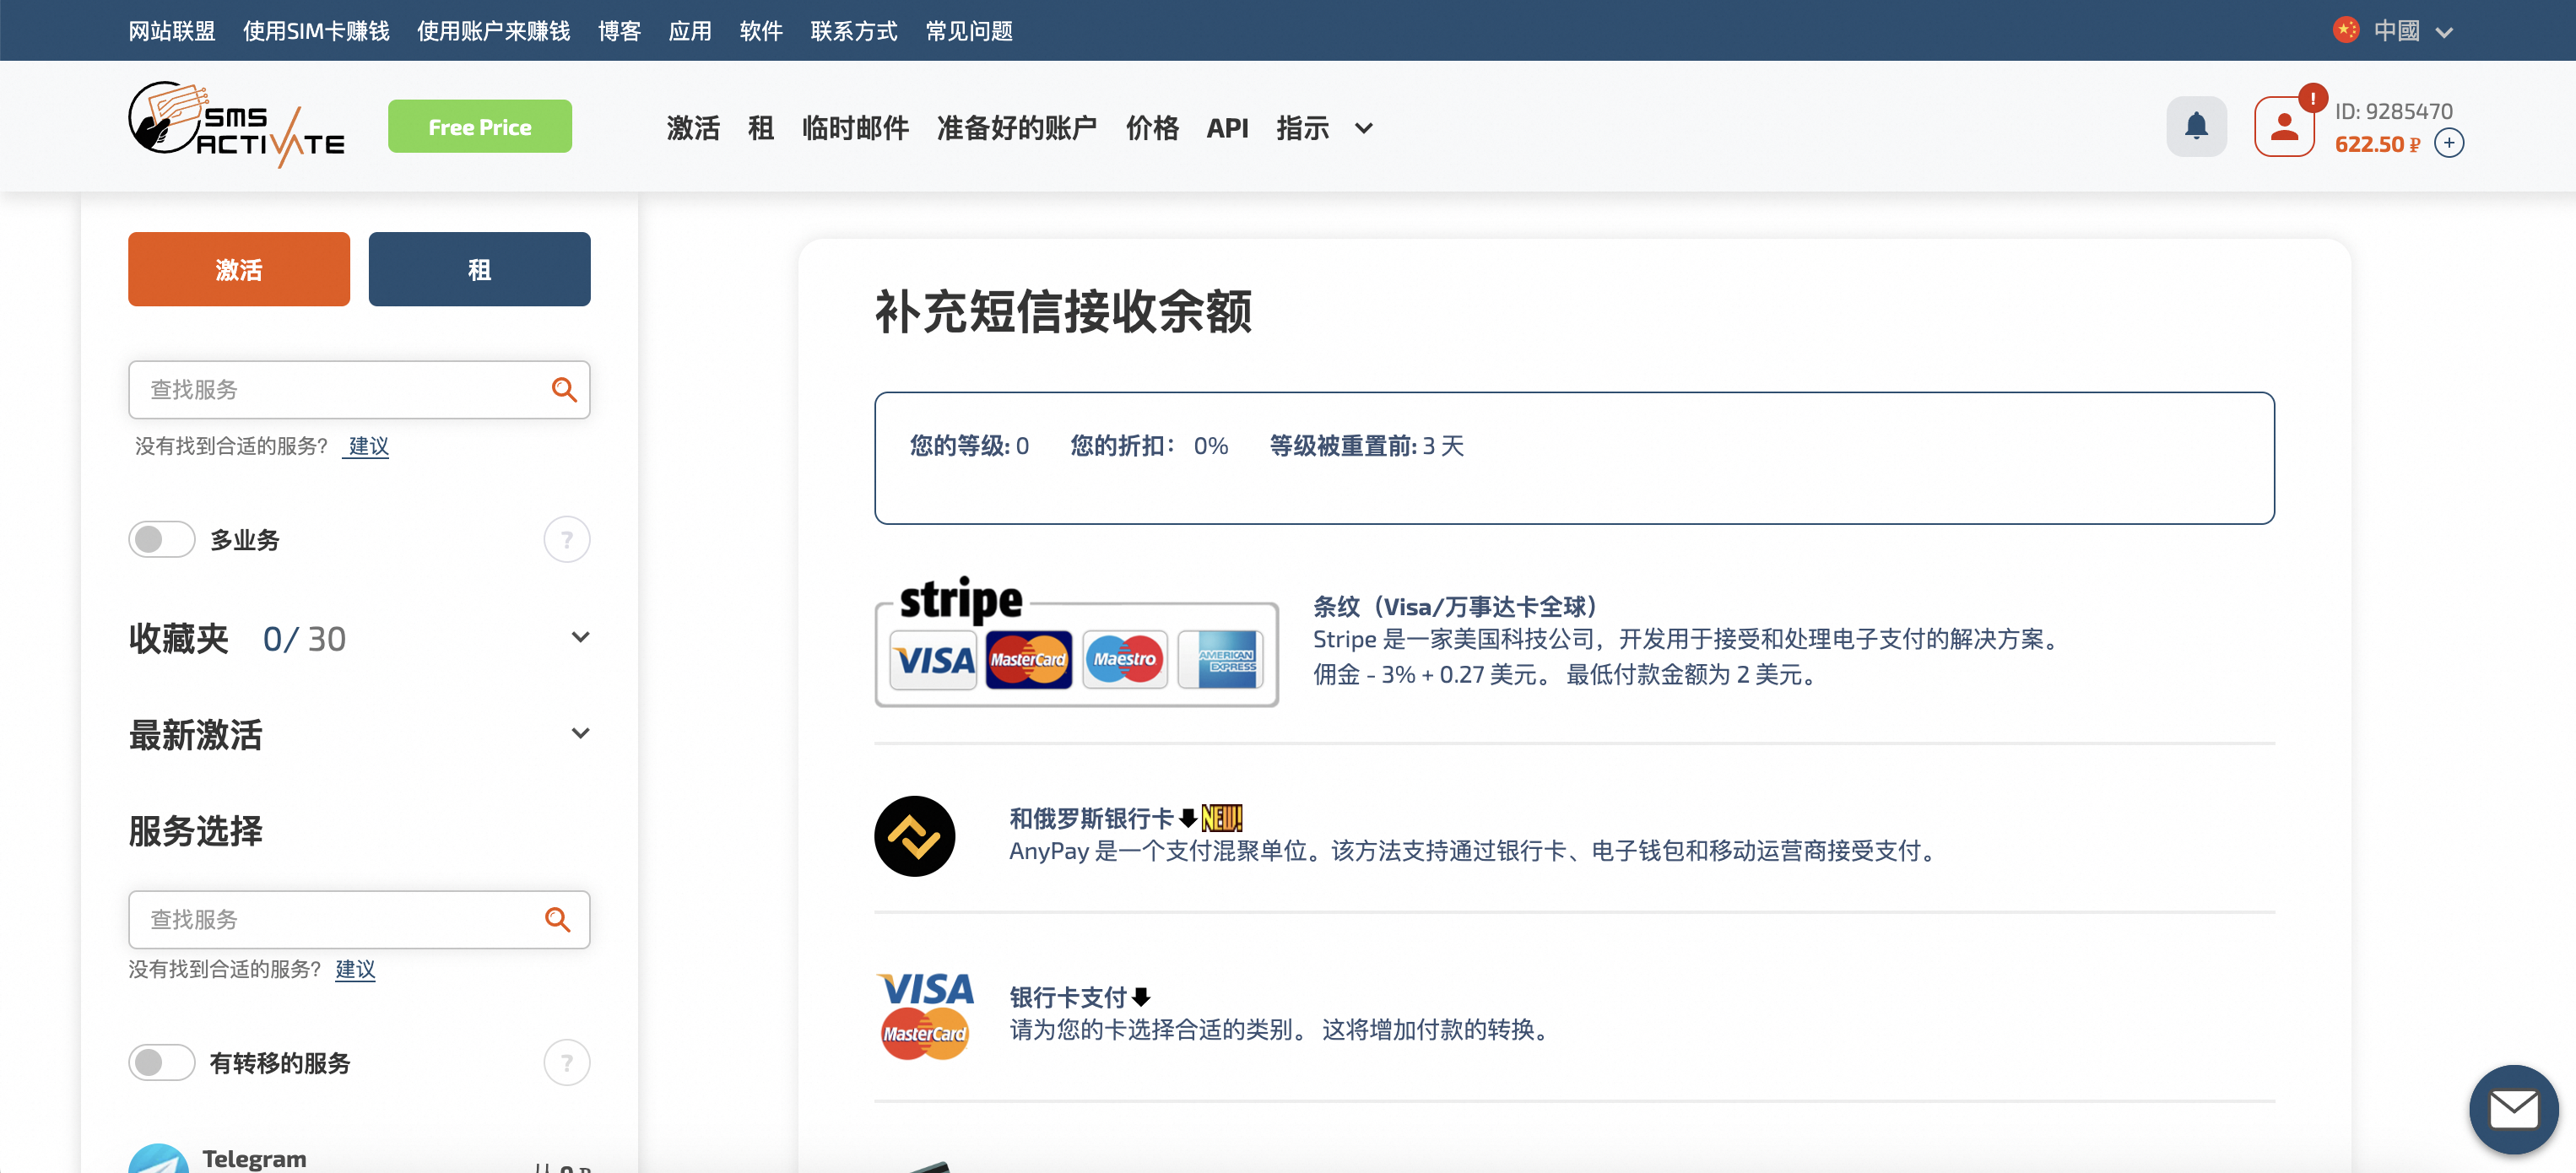 网站联盟 使用SIM卡赚钱 使用账户来赚钱 博客 应用 软件 联系方式 常见问题 中國
SMS ACTIVATE
Free Price
激活 租 临时邮件 准备好的账户 价格 API 指示
!
ID: 9285470
622.50 ₽ +
激活 租
查找服务
没有找到合适的服务? 建议
多业务 ?
收藏夹 0/ 30
最新激活
服务选择
查找服务
没有找到合适的服务? 建议
有转移的服务 ?
Telegram
补充短信接收余额
您的等级: 0 您的折扣: 0% 等级被重置前: 3 天
stripe
VISA MasterCard Maestro AMERICAN EXPRESS
条纹（Visa/万事达卡全球）
Stripe 是一家美国科技公司，开发用于接受和处理电子支付的解决方案。
佣金 - 3% + 0.27 美元。 最低付款金额为 2 美元。
和俄罗斯银行卡⬇NEW!
AnyPay 是一个支付混聚单位。该方法支持通过银行卡、电子钱包和移动运营商接受支付。
VISA
MasterCard
银行卡支付⬇
请为您的卡选择合适的类别。 这将增加付款的转换。